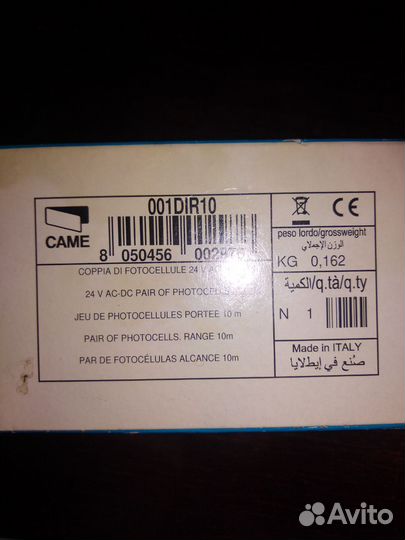 001DIR10
CAME
8 050456
COPPIA DI FOTOCELLULE 24 V
24 V AC-DC PAIR OF
JEU DE PHOTOCELLULES PORTEE 10 m
PAIR OF PHOTOCELLS. RANGE 10m
PAR DE FOTOCÉLULAS ALCANCE 10m
CE
peso lordo/grossweight
الوزن الإجمالي
KG 0,162
الكمية/q.tà/q.ty
N 1
Made in ITALY
صُنع في إيطاليا
Avito